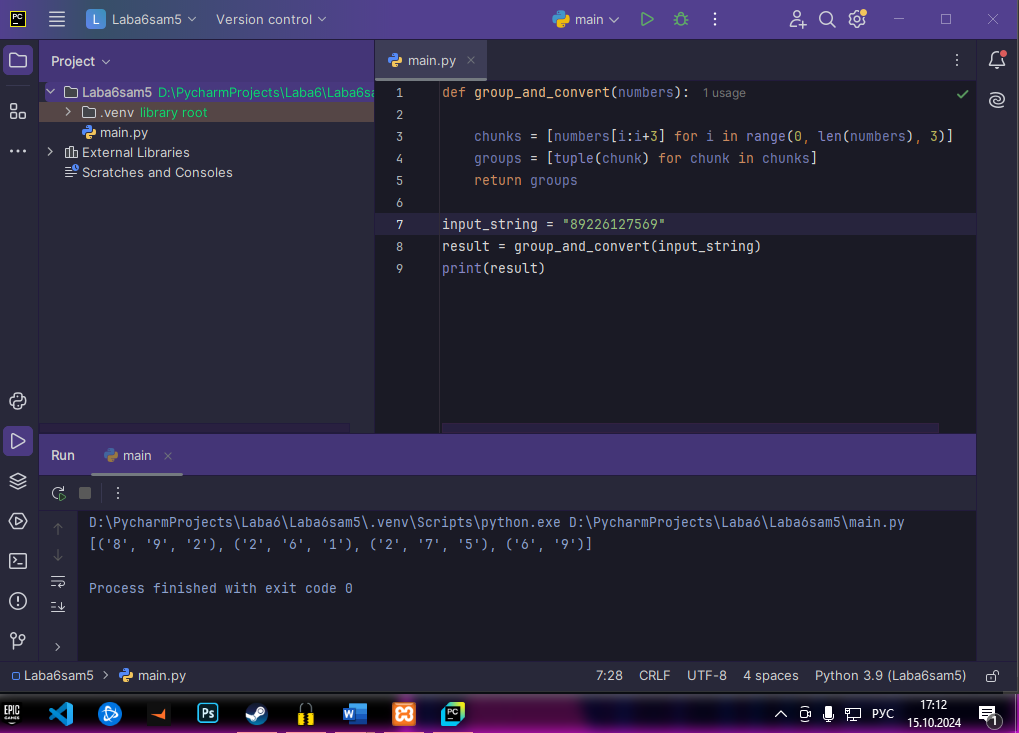 PC
L Laba6sam5 Version control main
Project
main.py
Laba6sam5 D:\PycharmProjects\Laba6\Laba6sa
.venv library root
main.py
External Libraries
Scratches and Consoles
1 def group_and_convert(numbers): 1 usage
2
3 chunks = [numbers[i:i+3] for i in range(0, len(numbers), 3)]
4 groups = [tuple(chunk) for chunk in chunks]
5 return groups
6
7 input_string = "89226127569"
8 result = group_and_convert(input_string)
9 print(result)
Run main
D:\PycharmProjects\Laba6\Laba6sam5\.venv\Scripts\python.exe D:\PycharmProjects\Laba6\Laba6sam5\main.py
[('8', '9', '2'), ('2', '6', '1'), ('2', '7', '5'), ('6', '9')]
Process finished with exit code 0
Laba6sam5 main.py 7:28 CRLF UTF-8 4 spaces Python 3.9 (Laba6sam5)
EPIC GAMES Ps W PC РУС 17:12
15.10.2024 1